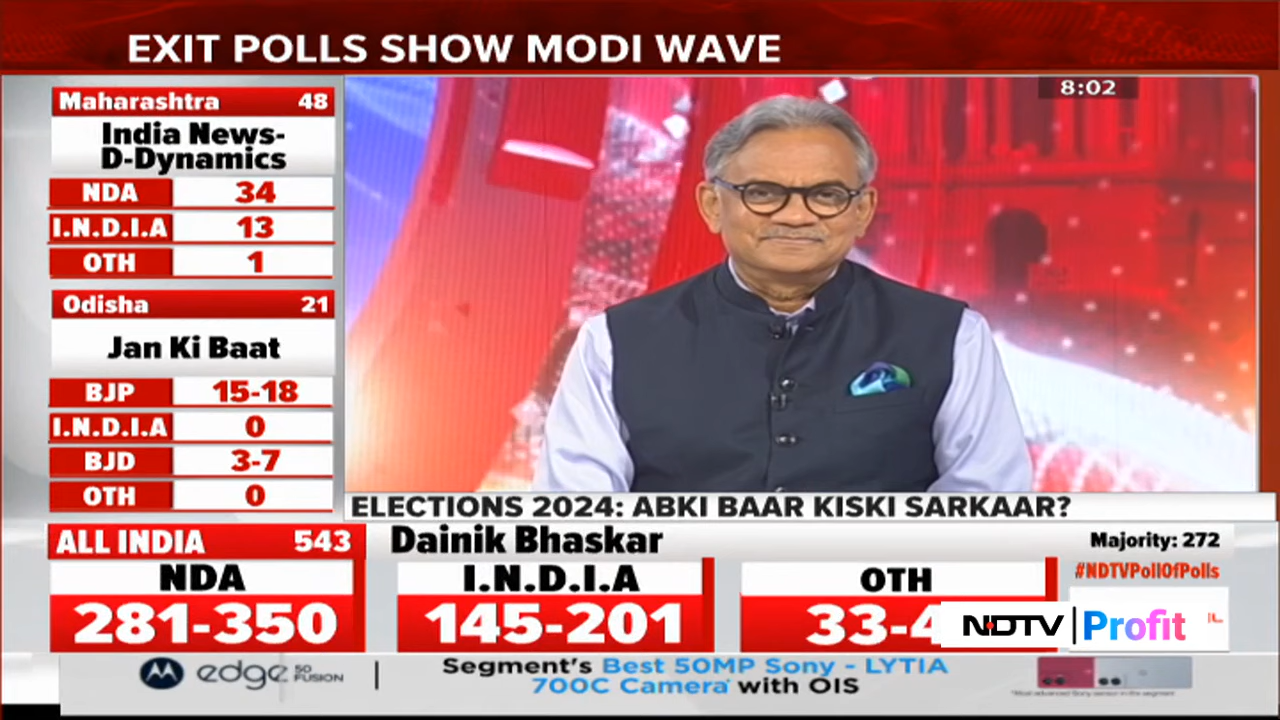 EXIT POLLS SHOW MODI WAVE
8:02
Maharashtra 48
India News-
D-Dynamics
NDA 34
I.N.D.I.A 13
OTH 1
Odisha 21
Jan Ki Baat
BJP 15-18
I.N.D.I.A 0
BJD 3-7
OTH 0
ELECTIONS 2024: ABKI BAAR KISKI SARKAAR?
ALL INDIA 543 Dainik Bhaskar Majority: 272
#NDTVPollOfPolls
NDA I.N.D.I.A OTH
281-350 145-201 33-4
NDTV | Profit
edge 50 FUSION
Segment's Best 50MP Sony - LYTIA
700C Camera with OIS